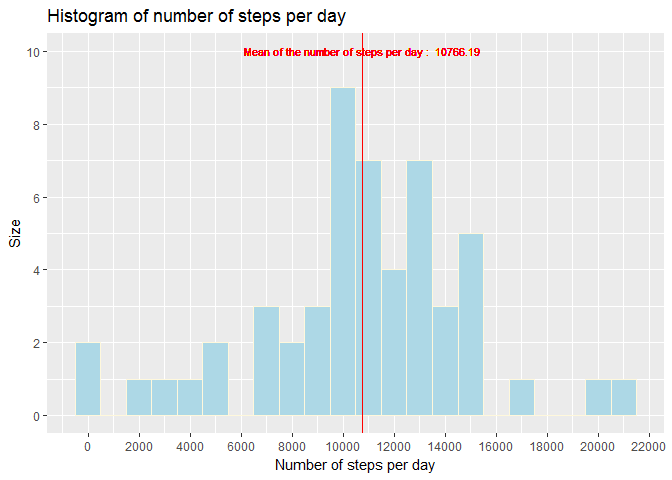 Histogram of number of steps per day
Mean of the number of steps per day :  10766.19
10
8
6
4
2
0
Size
0 2000 4000 6000 8000 10000 12000 14000 16000 18000 20000 22000
Number of steps per day